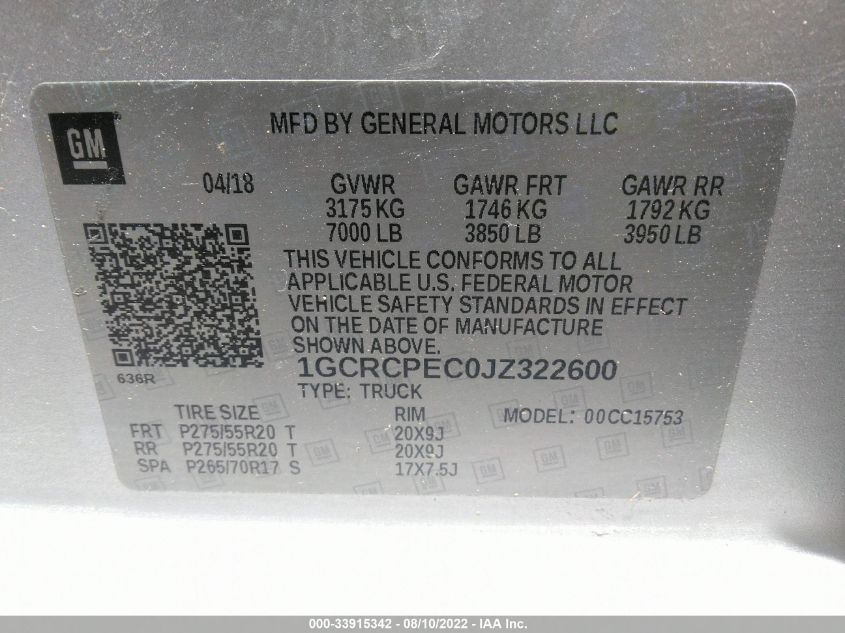 GM
MFD BY GENERAL MOTORS LLC
04/18 GVWR GAWR FRT GAWR RR
3175 KG 1746 KG 1792 KG
7000 LB 3850 LB 3950 LB
THIS VEHICLE CONFORMS TO ALL
APPLICABLE U.S. FEDERAL MOTOR
VEHICLE SAFETY STANDARDS IN EFFECT
ON THE DATE OF MANUFACTURE
SHOWN ABOVE.
1GCRCPEC0JZ322600
636R
TYPE: TRUCK
TIRE SIZE RIM MODEL: 00CC15753
FRT P275/55R20 T 20X9J
RR P275/55R20 T 20X9J
SPA P265/70R17 S 17X7.5J
000-33915342 - 08/10/2022 - IAA Inc.